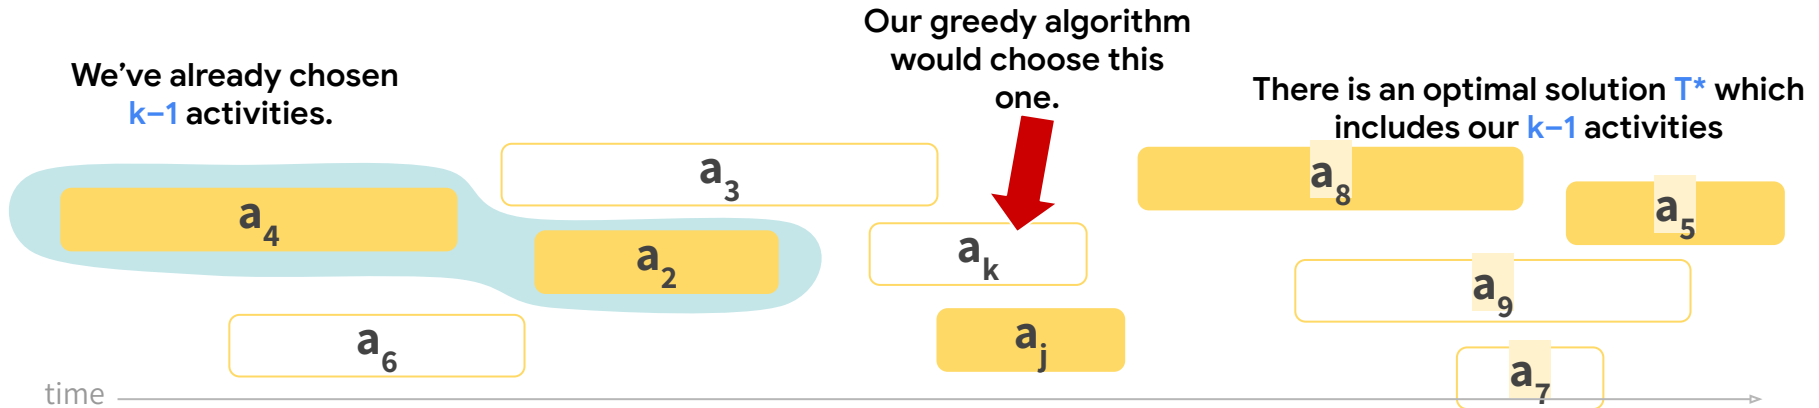 We’ve already chosen
k–1 activities.
Our greedy algorithm
would choose this
one.
There is an optimal solution T* which
includes our k–1 activities
a4
a2
a3
a6
ak
aj
a8
a5
a9
a7
time